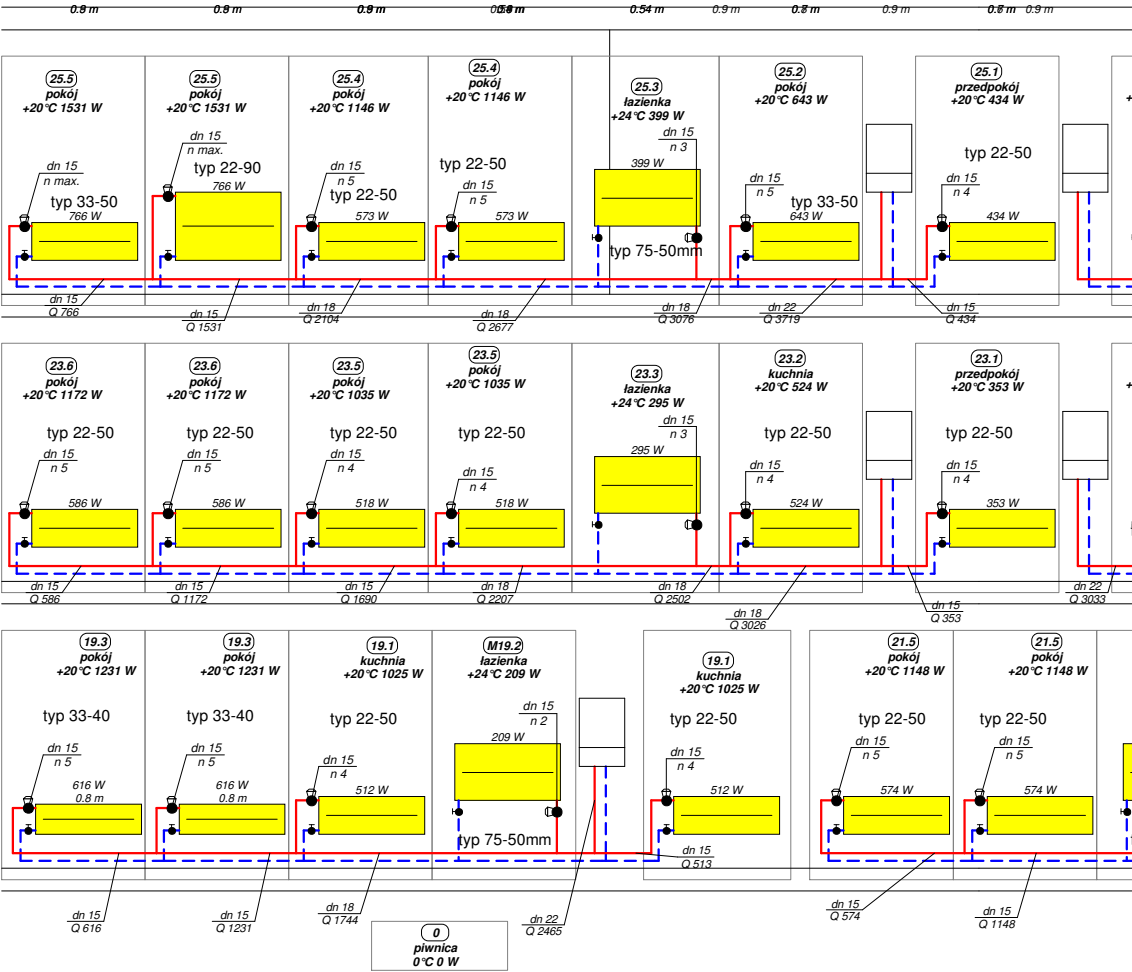 0.8 m 0.8 m 0.9 m 0.54 m 0.9 m 0.9 m 0.9 m
25.5
pokój
+20°C 1531 W
25.5
pokój
+20°C 1531 W
25.4
pokój
+20°C 1146 W
25.4
pokój
+20°C 1146 W
25.3
łazienka
+24°C 399 W
25.2
pokój
+20°C 643 W
25.1
przedpokój
+20°C 434 W
dn 15
n max.
typ 33-50
766 W
dn 15
n max.
typ 22-90
766 W
dn 15
n 5
typ 22-50
573 W
typ 22-50
dn 15
n 5
573 W
dn 15
n 3
399 W
typ 75-50mm
dn 15
n 5
typ 33-50
643 W
typ 22-50
dn 15
n 4
434 W
dn 15
Q 766
dn 15
Q 1531
dn 18
Q 2104
dn 18
Q 2677
dn 18
Q 3076
dn 22
Q 3719
dn 15
Q 434
23.6
pokój
+20°C 1172 W
23.6
pokój
+20°C 1172 W
23.5
pokój
+20°C 1035 W
23.5
pokój
+20°C 1035 W
23.3
łazienka
+24°C 295 W
23.2
kuchnia
+20°C 524 W
23.1
przedpokój
+20°C 353 W
typ 22-50
dn 15
n 5
586 W
typ 22-50
dn 15
n 5
586 W
typ 22-50
dn 15
n 4
518 W
typ 22-50
dn 15
n 4
518 W
dn 15
n 3
295 W
typ 22-50
dn 15
n 4
524 W
typ 22-50
dn 15
n 4
353 W
dn 15
Q 586
dn 15
Q 1172
dn 15
Q 1690
dn 18
Q 2207
dn 18
Q 2502
dn 18
Q 3026
dn 15
Q 353
dn 22
Q 3033
19.3
pokój
+20°C 1231 W
19.3
pokój
+20°C 1231 W
19.1
kuchnia
+20°C 1025 W
M19.2
łazienka
+24°C 209 W
19.1
kuchnia
+20°C 1025 W
21.5
pokój
+20°C 1148 W
21.5
pokój
+20°C 1148 W
typ 33-40
dn 15
n 5
616 W
0.8 m
typ 33-40
dn 15
n 5
616 W
0.8 m
typ 22-50
dn 15
n 4
512 W
dn 15
n 2
209 W
typ 75-50mm
typ 22-50
dn 15
n 4
512 W
typ 22-50
dn 15
n 5
574 W
typ 22-50
dn 15
n 5
574 W
dn 15
Q 616
dn 15
Q 1231
dn 18
Q 1744
dn 22
Q 2465
dn 15
Q 513
dn 15
Q 574
dn 15
Q 1148
0
piwnica
0°C 0 W